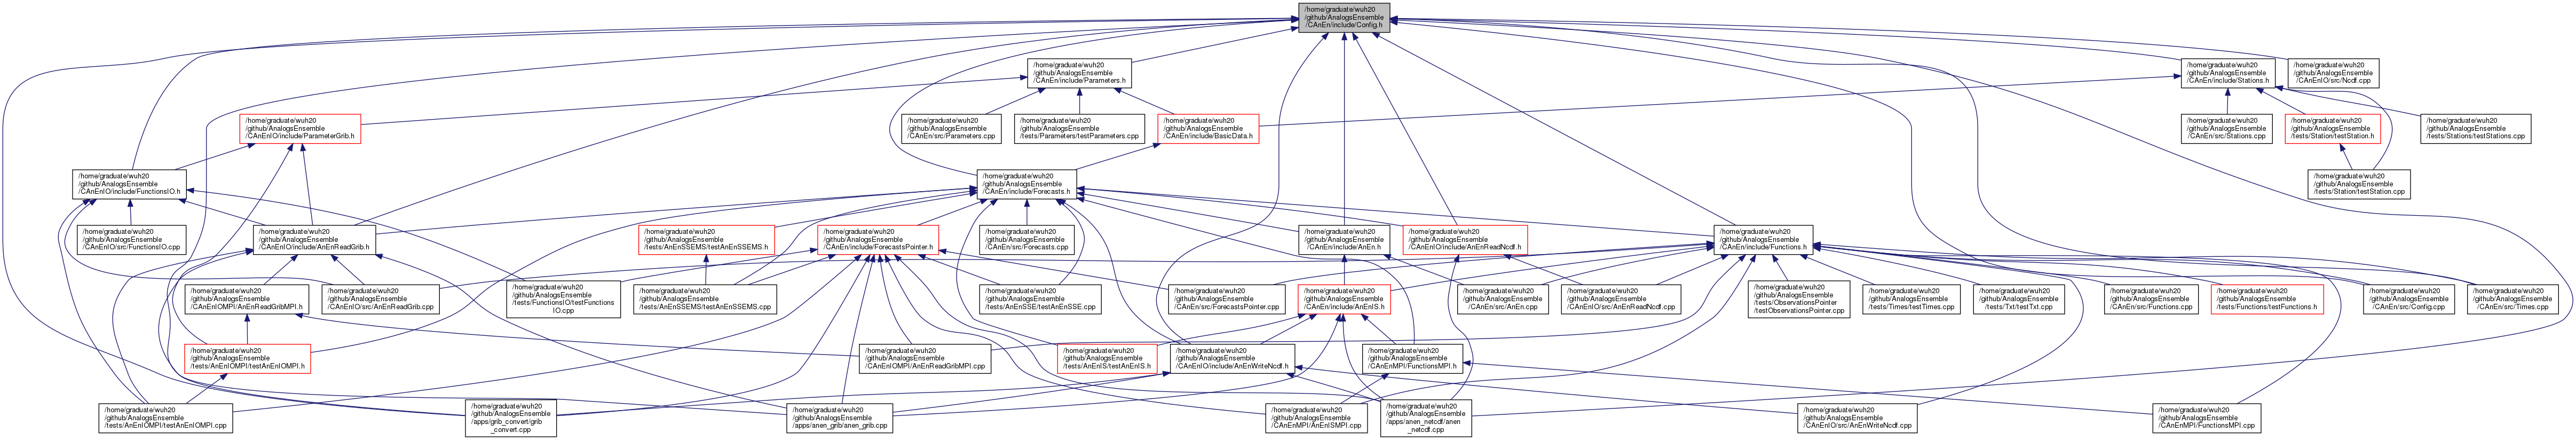 /home/graduate/wuh20
/github/AnalogsEnsemble
/CAnEn/include/Config.h
/home/graduate/wuh20
/github/AnalogsEnsemble
/CAnEn/include/Parameters.h
/home/graduate/wuh20
/github/AnalogsEnsemble
/CAnEn/include/Stations.h
/home/graduate/wuh20
/github/AnalogsEnsemble
/CAnEnIO/src/Ncdf.cpp
/home/graduate/wuh20
/github/AnalogsEnsemble
/CAnEnIO/include/ParameterGrib.h
/home/graduate/wuh20
/github/AnalogsEnsemble
/CAnEn/src/Parameters.cpp
/home/graduate/wuh20
/github/AnalogsEnsemble
/tests/Parameters/testParameters.cpp
/home/graduate/wuh20
/github/AnalogsEnsemble
/CAnEn/include/BasicData.h
/home/graduate/wuh20
/github/AnalogsEnsemble
/CAnEn/src/Stations.cpp
/home/graduate/wuh20
/github/AnalogsEnsemble
/tests/Station/testStation.h
/home/graduate/wuh20
/github/AnalogsEnsemble
/tests/Stations/testStations.cpp
/home/graduate/wuh20
/github/AnalogsEnsemble
/CAnEnIO/include/FunctionsIO.h
/home/graduate/wuh20
/github/AnalogsEnsemble
/CAnEn/include/Forecasts.h
/home/graduate/wuh20
/github/AnalogsEnsemble
/tests/Station/testStation.cpp
/home/graduate/wuh20
/github/AnalogsEnsemble
/CAnEnIO/src/FunctionsIO.cpp
/home/graduate/wuh20
/github/AnalogsEnsemble
/CAnEnIO/include/AnEnReadGrib.h
/home/graduate/wuh20
/github/AnalogsEnsemble
/tests/AnEnSSEMS/testAnEnSSEMS.h
/home/graduate/wuh20
/github/AnalogsEnsemble
/CAnEn/include/ForecastsPointer.h
/home/graduate/wuh20
/github/AnalogsEnsemble
/CAnEn/src/Forecasts.cpp
/home/graduate/wuh20
/github/AnalogsEnsemble
/CAnEn/include/AnEn.h
/home/graduate/wuh20
/github/AnalogsEnsemble
/CAnEnIO/include/AnEnReadNcdf.h
/home/graduate/wuh20
/github/AnalogsEnsemble
/CAnEn/include/Functions.h
/home/graduate/wuh20
/github/AnalogsEnsemble
/CAnEnIOMPI/AnEnReadGribMPI.h
/home/graduate/wuh20
/github/AnalogsEnsemble
/CAnEnIO/src/AnEnReadGrib.cpp
/home/graduate/wuh20
/github/AnalogsEnsemble
/tests/FunctionsIO/testFunctions
IO.cpp
/home/graduate/wuh20
/github/AnalogsEnsemble
/tests/AnEnSSEMS/testAnEnSSEMS.cpp
/home/graduate/wuh20
/github/AnalogsEnsemble
/tests/AnEnSSE/testAnEnSSE.cpp
/home/graduate/wuh20
/github/AnalogsEnsemble
/CAnEn/src/ForecastsPointer.cpp
/home/graduate/wuh20
/github/AnalogsEnsemble
/CAnEn/include/AnEnIS.h
/home/graduate/wuh20
/github/AnalogsEnsemble
/CAnEn/src/AnEn.cpp
/home/graduate/wuh20
/github/AnalogsEnsemble
/CAnEnIO/src/AnEnReadNcdf.cpp
/home/graduate/wuh20
/github/AnalogsEnsemble
/tests/ObservationsPointer
/testObservationsPointer.cpp
/home/graduate/wuh20
/github/AnalogsEnsemble
/tests/Times/testTimes.cpp
/home/graduate/wuh20
/github/AnalogsEnsemble
/tests/Txt/testTxt.cpp
/home/graduate/wuh20
/github/AnalogsEnsemble
/CAnEn/src/Functions.cpp
/home/graduate/wuh20
/github/AnalogsEnsemble
/tests/Functions/testFunctions.h
/home/graduate/wuh20
/github/AnalogsEnsemble
/CAnEn/src/Config.cpp
/home/graduate/wuh20
/github/AnalogsEnsemble
/CAnEn/src/Times.cpp
/home/graduate/wuh20
/github/AnalogsEnsemble
/tests/AnEnIOMPI/testAnEnIOMPI.h
/home/graduate/wuh20
/github/AnalogsEnsemble
/CAnEnIOMPI/AnEnReadGribMPI.cpp
/home/graduate/wuh20
/github/AnalogsEnsemble
/tests/AnEnIS/testAnEnIS.h
/home/graduate/wuh20
/github/AnalogsEnsemble
/CAnEnIO/include/AnEnWriteNcdf.h
/home/graduate/wuh20
/github/AnalogsEnsemble
/CAnEnMPI/FunctionsMPI.h
/home/graduate/wuh20
/github/AnalogsEnsemble
/tests/AnEnIOMPI/testAnEnIOMPI.cpp
/home/graduate/wuh20
/github/AnalogsEnsemble
/apps/grib_convert/grib
_convert.cpp
/home/graduate/wuh20
/github/AnalogsEnsemble
/apps/anen_grib/anen_grib.cpp
/home/graduate/wuh20
/github/AnalogsEnsemble
/CAnEnMPI/AnEnISMPI.cpp
/home/graduate/wuh20
/github/AnalogsEnsemble
/apps/anen_netcdf/anen
_netcdf.cpp
/home/graduate/wuh20
/github/AnalogsEnsemble
/CAnEnIO/src/AnEnWriteNcdf.cpp
/home/graduate/wuh20
/github/AnalogsEnsemble
/CAnEnMPI/FunctionsMPI.cpp